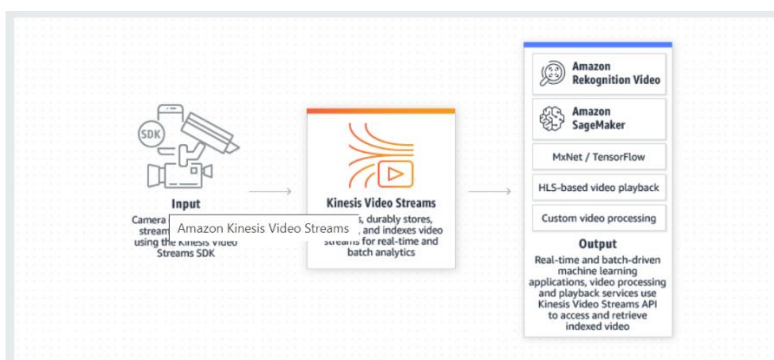 SDK
Input
Camera
stream
using the Kinesis Video
Streams SDK
Amazon Kinesis Video Streams
Kinesis Video Streams
durably stores,
and indexes video
streams for real-time and
batch analytics
Amazon
Rekognition Video
Amazon
SageMaker
MxNet / TensorFlow
HLS-based video playback
Custom video processing
Output
Real-time and batch-driven
machine learning
applications, video processing
and playback services use
Kinesis Video Streams API
to access and retrieve
indexed video